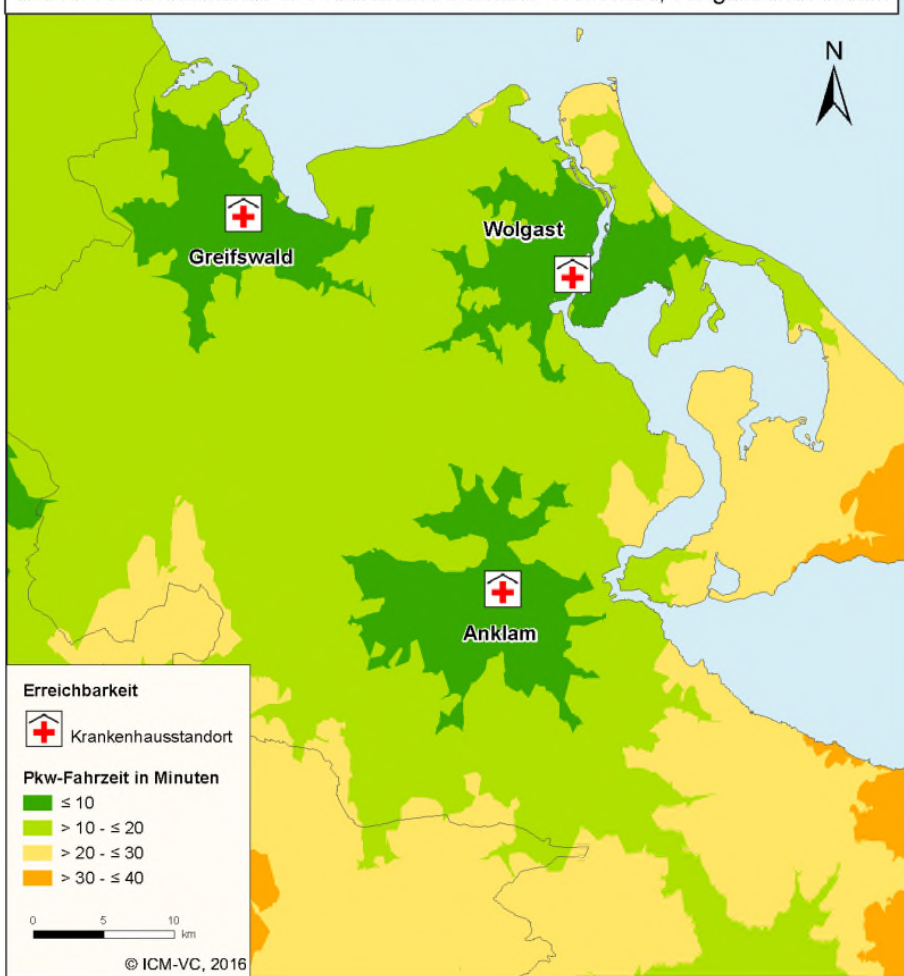 N
Wolgast
Greifswald
Anklam
Erreichbarkeit
Krankenhausstandort
Pkw-Fahrzeit in Minuten
≤ 10
> 10 - ≤ 20
> 20 - ≤ 30
> 30 - ≤ 40
0 5 10
km
© ICM-VC, 2016